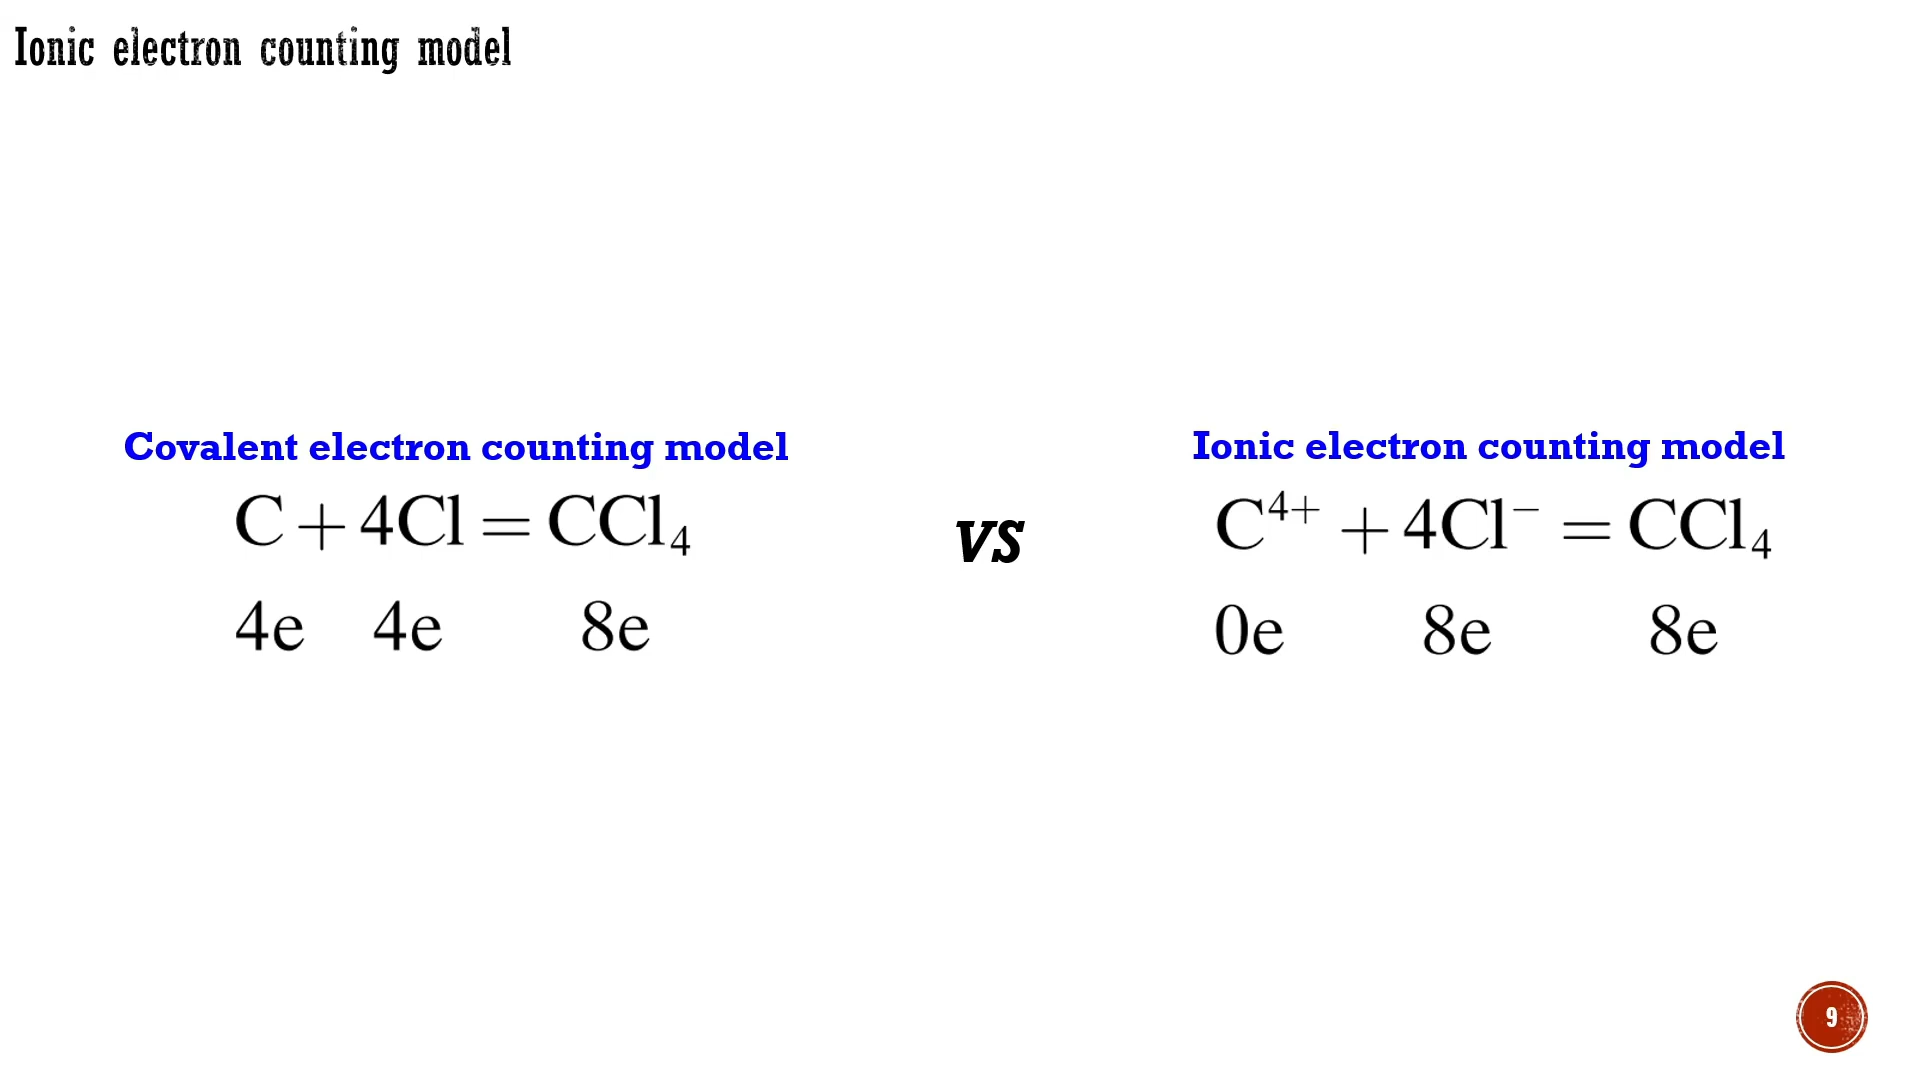 Ionic electron counting model
Covalent electron counting model
C + 4Cl = CCl₄
4e 4e 8e
vs
Ionic electron counting model
C⁴⁺ + 4Cl⁻ = CCl₄
0e 8e 8e
9